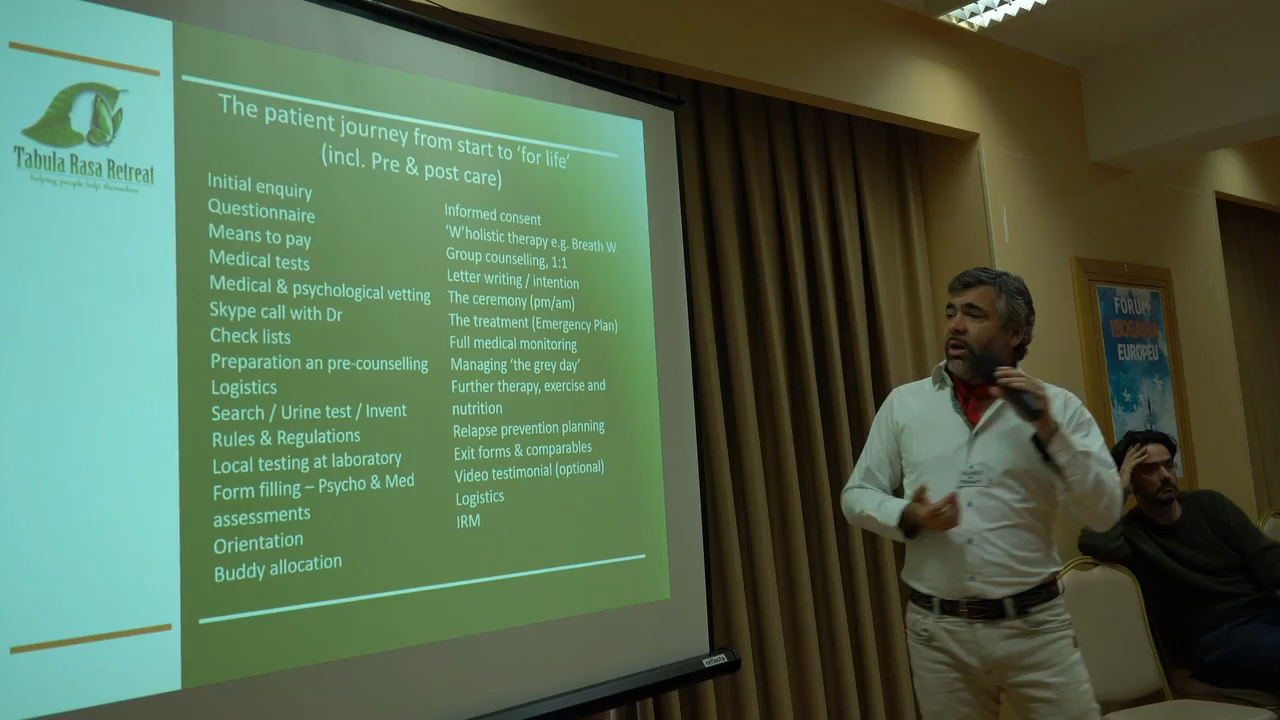 Tabula Rasa Retreat
helping people help themselves
The patient journey from start to ‘for life’
(incl. Pre & post care)
Initial enquiry
Questionnaire
Means to pay
Medical tests
Medical & psychological vetting
Skype call with Dr
Check lists
Preparation an pre-counselling
Logistics
Search / Urine test / Invent
Rules & Regulations
Local testing at laboratory
Form filling – Psycho & Med
assessments
Orientation
Buddy allocation
Informed consent
‘W’holistic therapy e.g. Breath W
Group counselling, 1:1
Letter writing / intention
The ceremony (pm/am)
The treatment (Emergency Plan)
Full medical monitoring
Managing ‘the grey day’
Further therapy, exercise and
nutrition
Relapse prevention planning
Exit forms & comparables
Video testimonial (optional)
Logistics
IRM
FORUM
IBOGAINA
EUROPEU